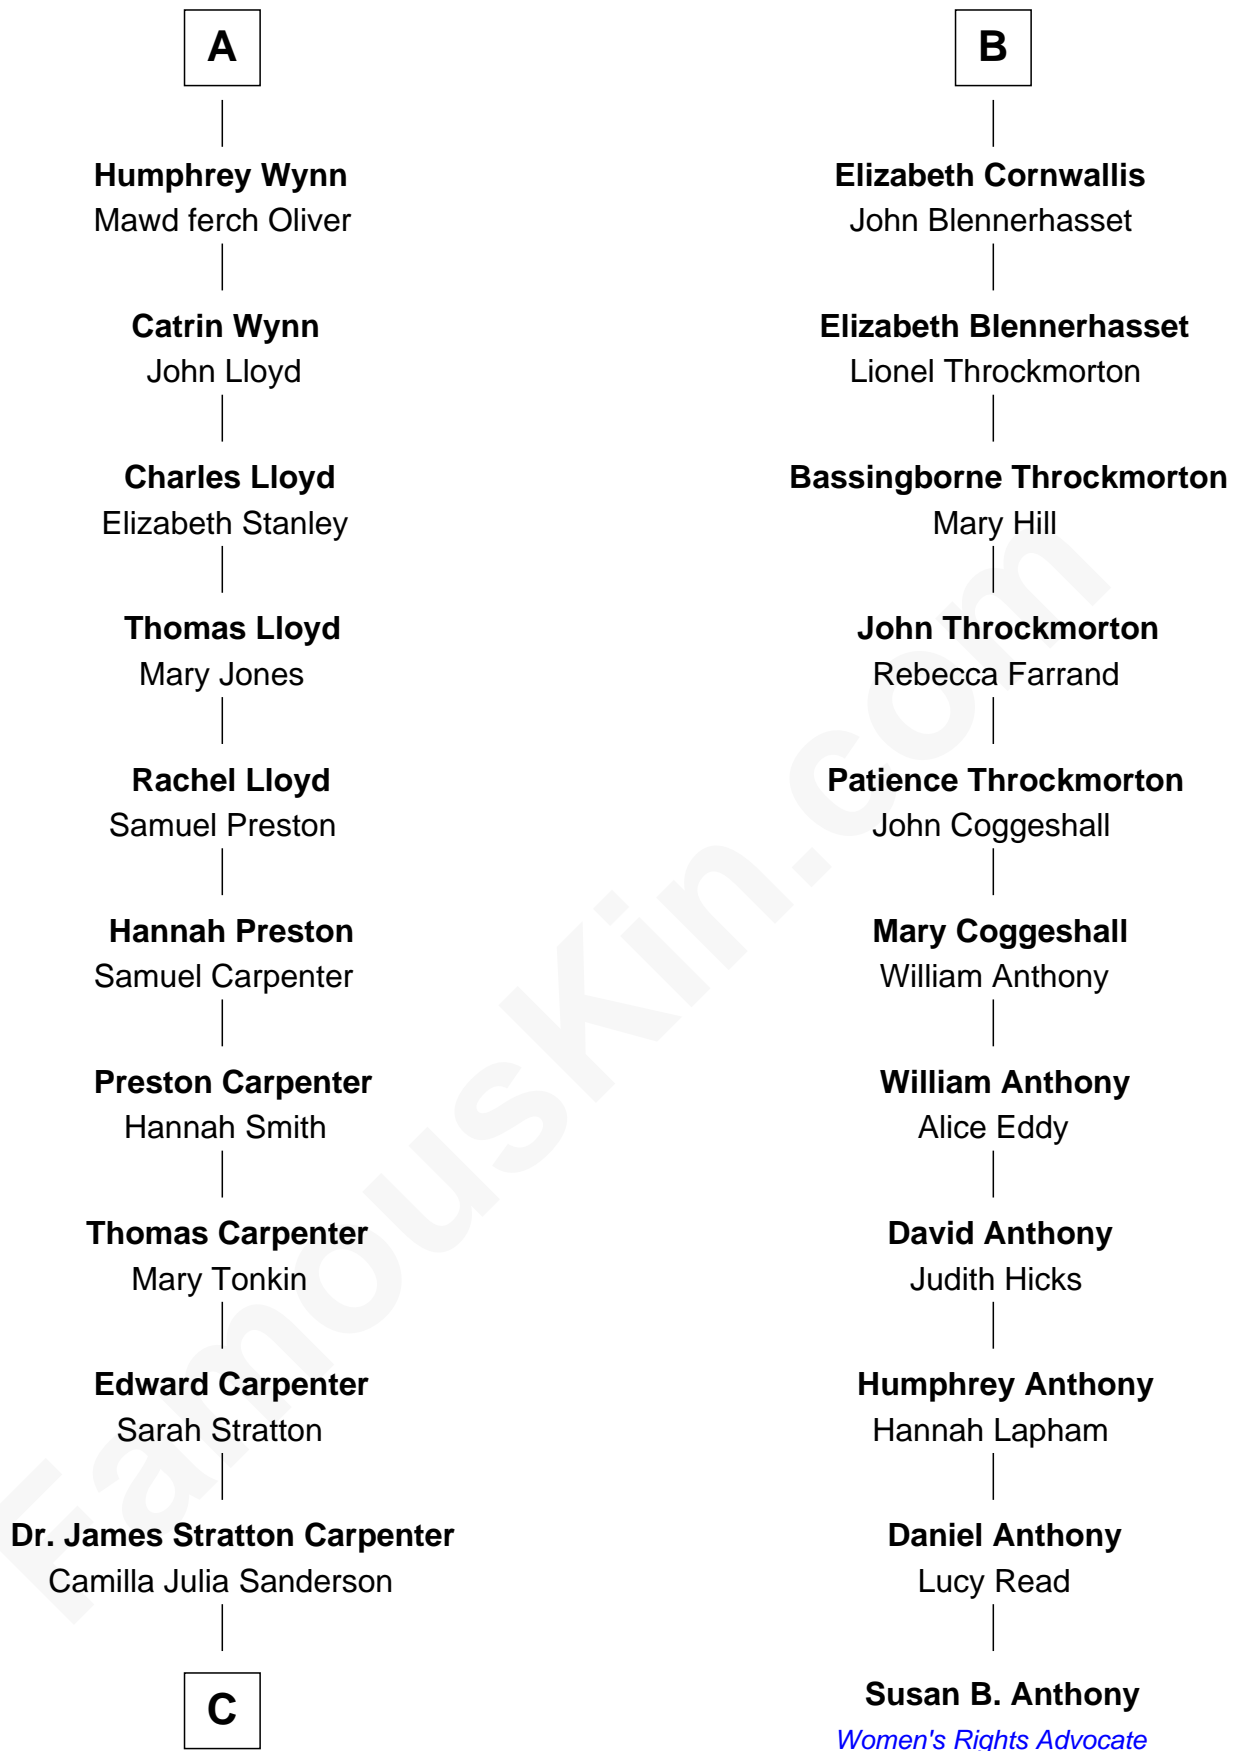 A
Humphrey Wynn
Mawd ferch Oliver
Catrin Wynn
John Lloyd
Charles Lloyd
Elizabeth Stanley
Thomas Lloyd
Mary Jones
Rachel Lloyd
Samuel Preston
Hannah Preston
Samuel Carpenter
Preston Carpenter
Hannah Smith
Thomas Carpenter
Mary Tonkin
Edward Carpenter
Sarah Stratton
Dr. James Stratton Carpenter
Camilla Julia Sanderson
C
B
Elizabeth Cornwallis
John Blennerhasset
Elizabeth Blennerhasset
Lionel Throckmorton
Bassingborne Throckmorton
Mary Hill
John Throckmorton
Rebecca Farrand
Patience Throckmorton
John Coggeshall
Mary Coggeshall
William Anthony
William Anthony
Alice Eddy
David Anthony
Judith Hicks
Humphrey Anthony
Hannah Lapham
Daniel Anthony
Lucy Read
Susan B. Anthony
Women's Rights Advocate
FamousKin.com